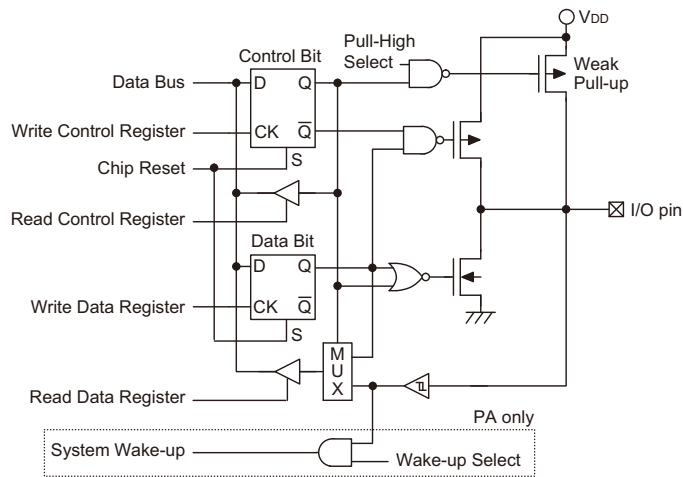 VDD
Control Bit
Pull-High
Select
Weak
Pull-up
Data Bus
D
Q
Write Control Register
CK
Q
S
Chip Reset
I/O pin
Read Control Register
Data Bit
D
Q
Write Data Register
CK
Q
S
M
U
X
Read Data Register
PA only
System Wake-up
Wake-up Select